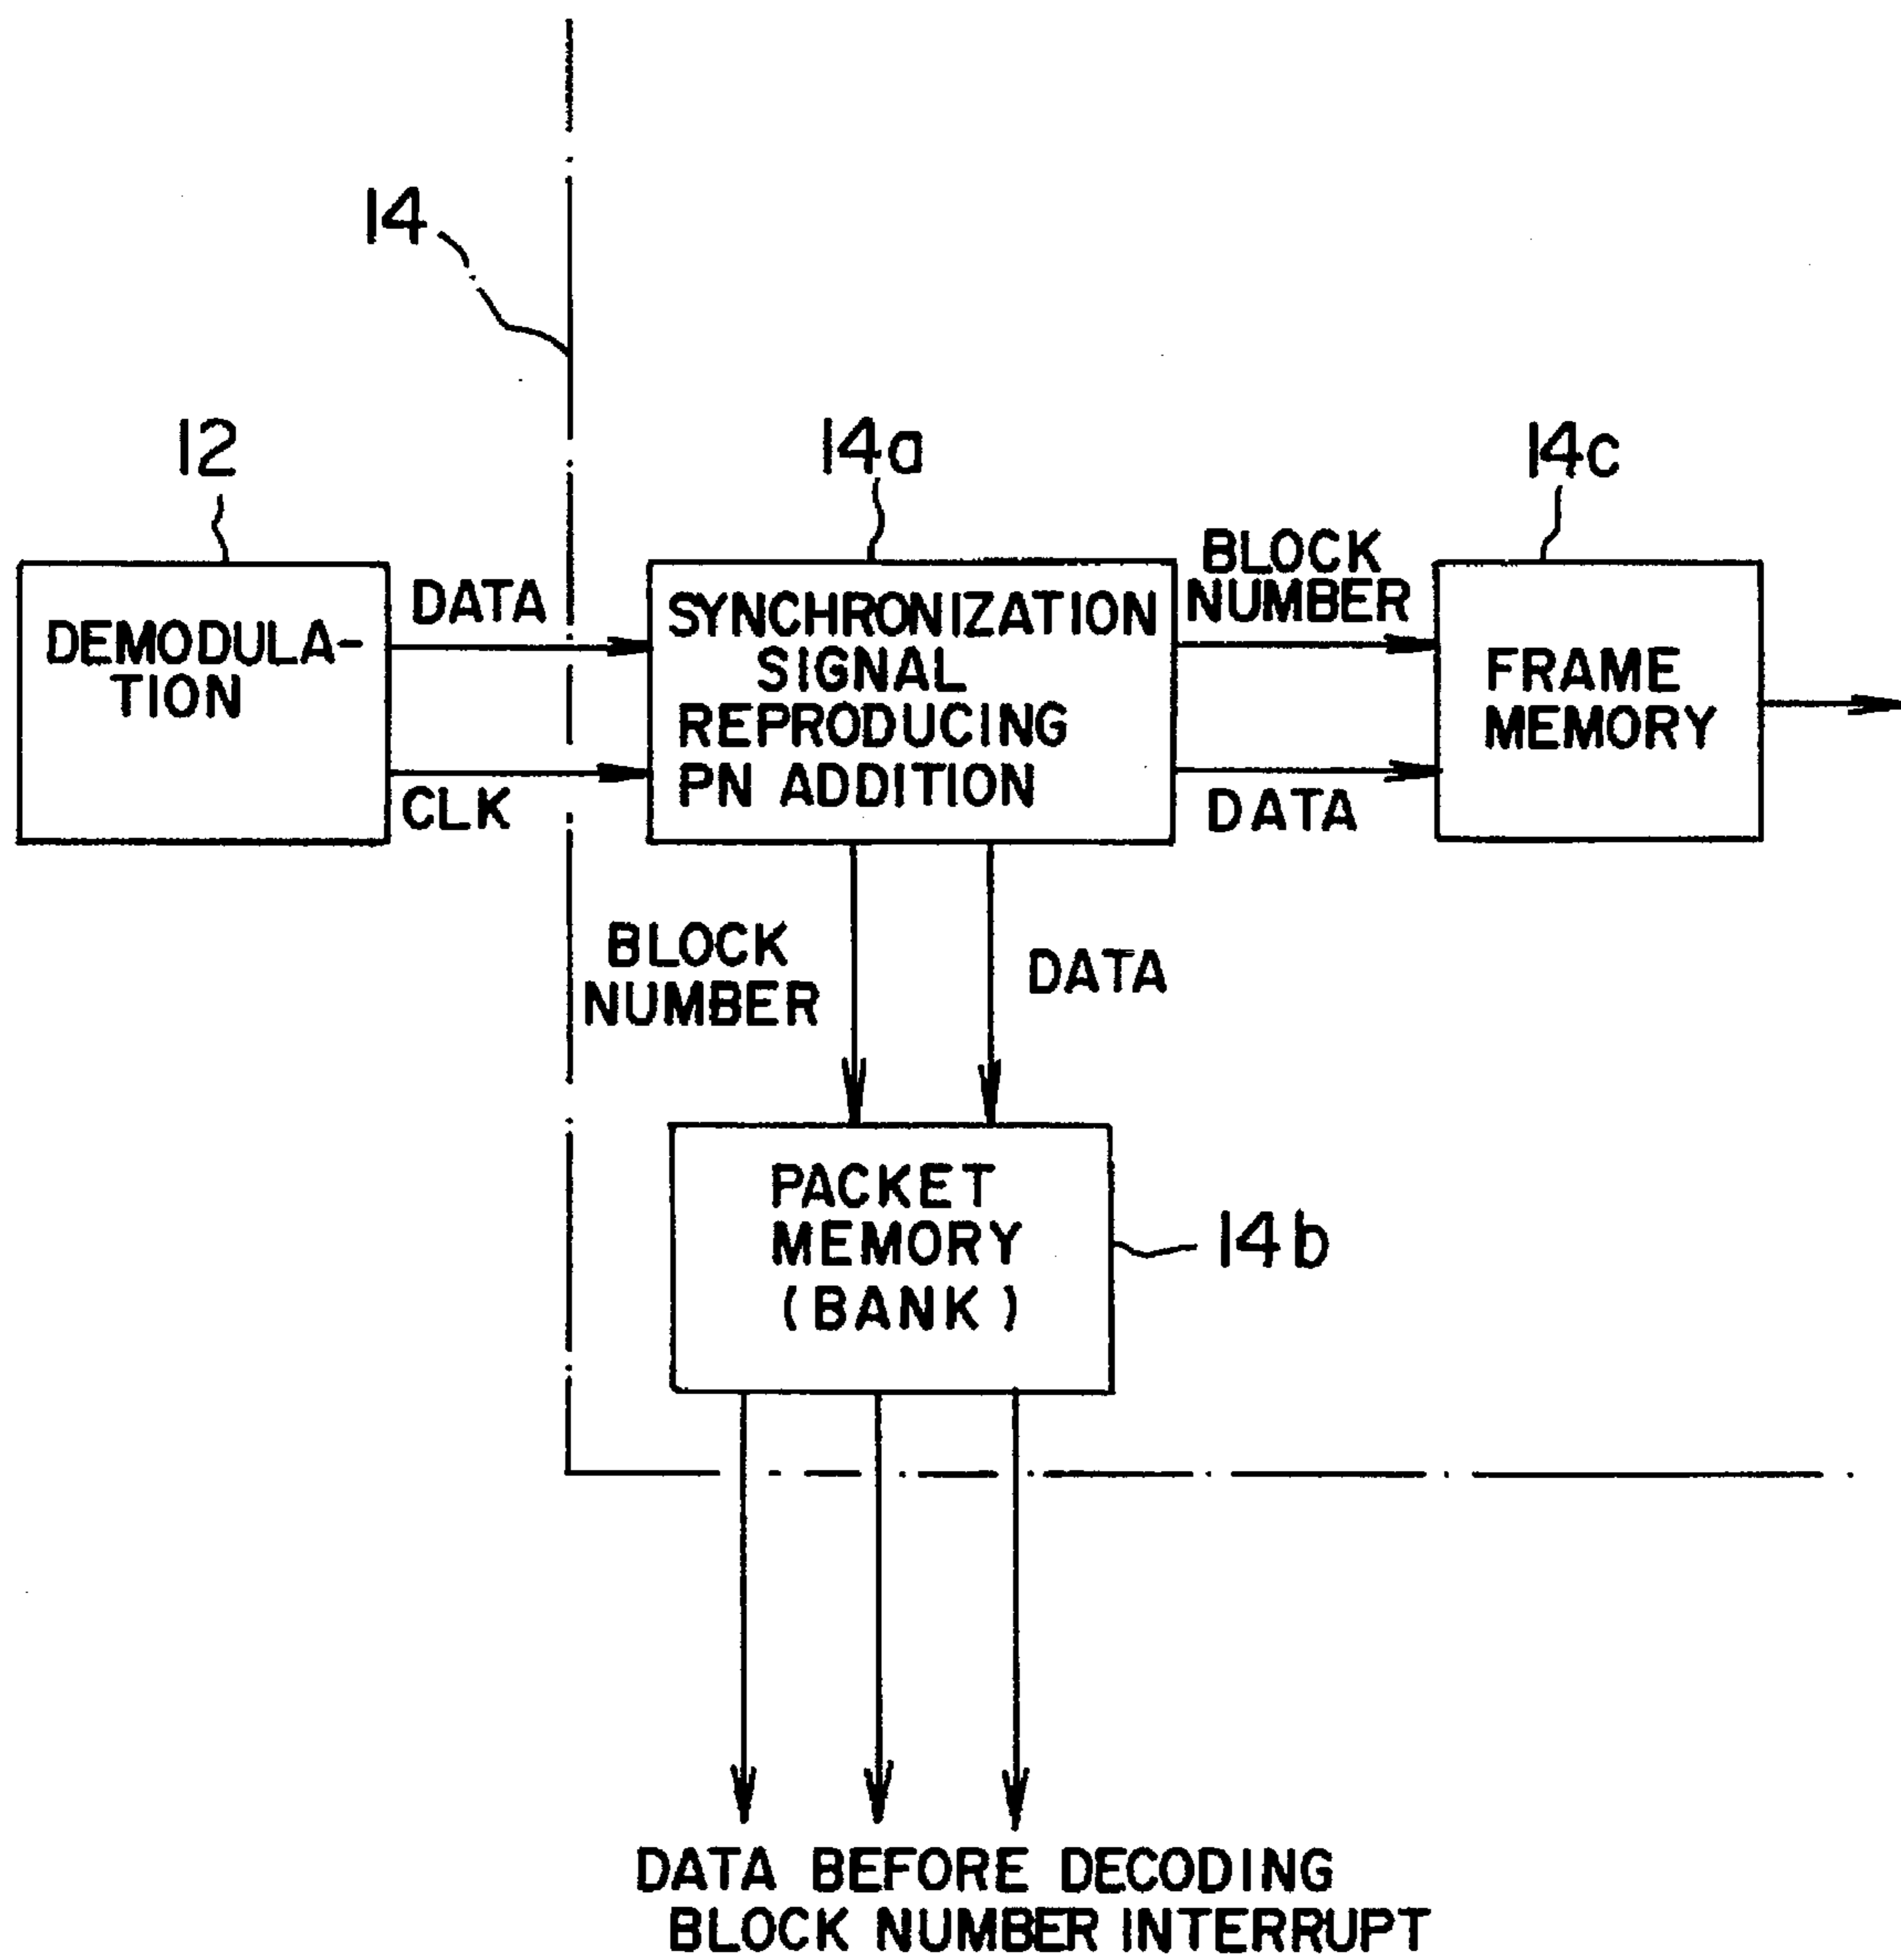 14
12
14a
14c
DEMODULA-
TION
DATA
CLK
SYNCHRONIZATION
SIGNAL
REPRODUCING
PN ADDITION
BLOCK
NUMBER
DATA
FRAME
MEMORY
BLOCK
NUMBER
DATA
PACKET
MEMORY
(BANK)
14b
DATA BEFORE DECODING
BLOCK NUMBER INTERRUPT